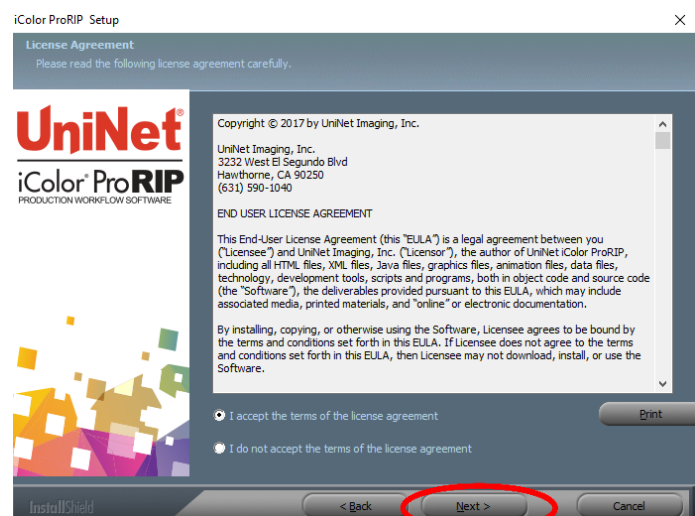 iColor ProRIP Setup
License Agreement
Please read the following license agreement carefully.
UniNet®
iColor® ProRIP
PRODUCTION WORKFLOW SOFTWARE
Copyright © 2017 by UniNet Imaging, Inc.
UniNet Imaging, Inc.
3232 West El Segundo Blvd
Hawthorne, CA 90250
(631) 590-1040
END USER LICENSE AGREEMENT
This End-User License Agreement (this "EULA") is a legal agreement between you
("Licensee") and UniNet Imaging, Inc. ("Licensor"), the author of UniNet iColor ProRIP,
including all HTML files, XML files, Java files, graphics files, animation files, data files,
technology, development tools, scripts and programs, both in object code and source code
(the "Software"), the deliverables provided pursuant to this EULA, which may include
associated media, printed materials, and "online" or electronic documentation.
By installing, copying, or otherwise using the Software, Licensee agrees to be bound by
the terms and conditions set forth in this EULA. If Licensee does not agree to the terms
and conditions set forth in this EULA, then Licensee may not download, install, or use the
Software.
I accept the terms of the license agreement
Print
I do not accept the terms of the license agreement
InstallShield
< Back
Next >
Cancel